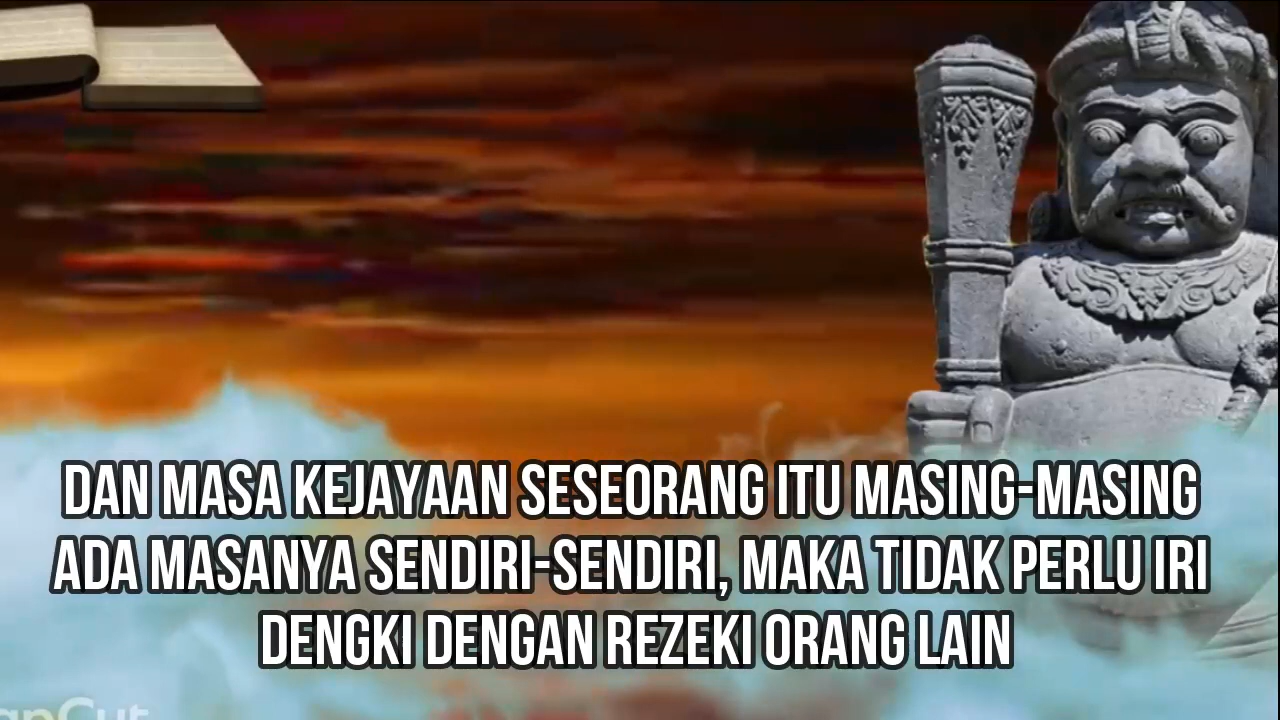 DAN MASA KEJAYAAN SESEORANG ITU MASING-MASING
ADA MASANYA SENDIRI-SENDIRI, MAKA TIDAK PERLU IRI
DENGKI DENGAN REZEKI ORANG LAIN